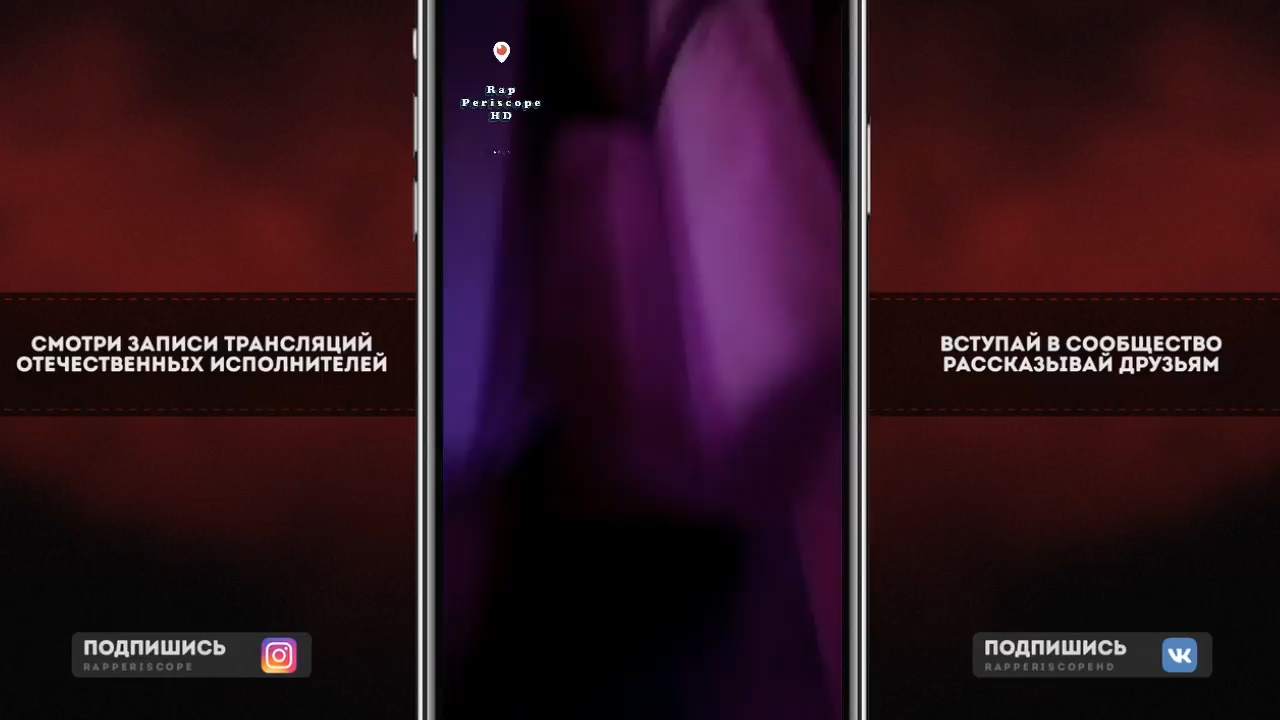 Rap
Periscope
HD
СМОТРИ ЗАПИСИ ТРАНСЛЯЦИЙ
ОТЕЧЕСТВЕННЫХ ИСПОЛНИТЕЛЕЙ
ВСТУПАЙ В СООБЩЕСТВО
РАССКАЗЫВАЙ ДРУЗЬЯМ
ПОДПИШИСЬ
RAPPERISCOPE
ПОДПИШИСЬ
RAPPERISCOPEHD